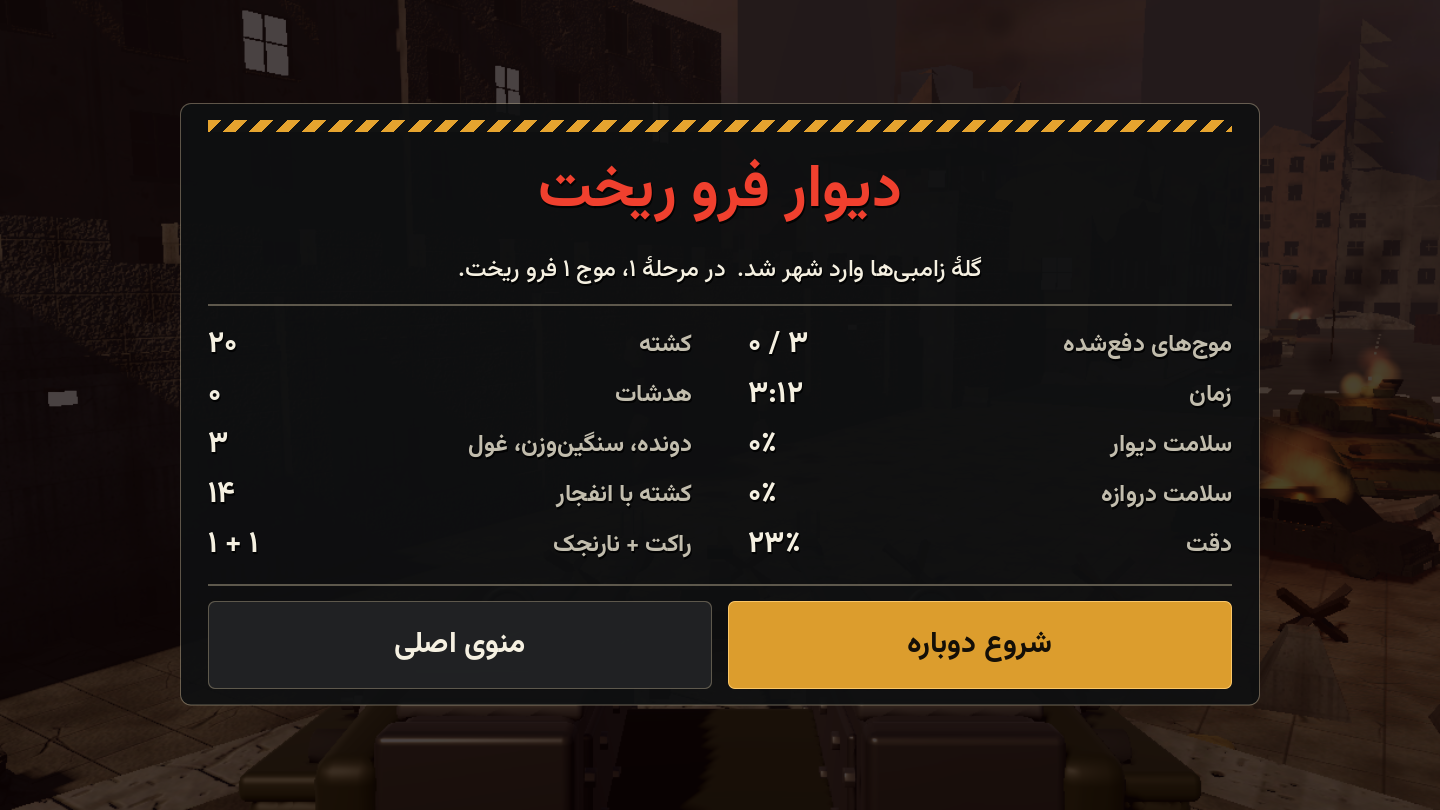 دیوار فرو ریخت
گلهٔ زامبی‌ها وارد شهر شد. در مرحلهٔ ۱، موج ۱ فرو ریخت.
موج‌های دفع‌شده ۰ / ۳ کشته ۲۰
زمان ۳:۱۲ هدشات ۰
سلامت دیوار ۰٪ دونده، سنگین‌وزن، غول ۳
سلامت دروازه ۰٪ کشته با انفجار ۱۴
دقت ۲۳٪ راکت + نارنجک ۱ + ۱
شروع دوباره منوی اصلی